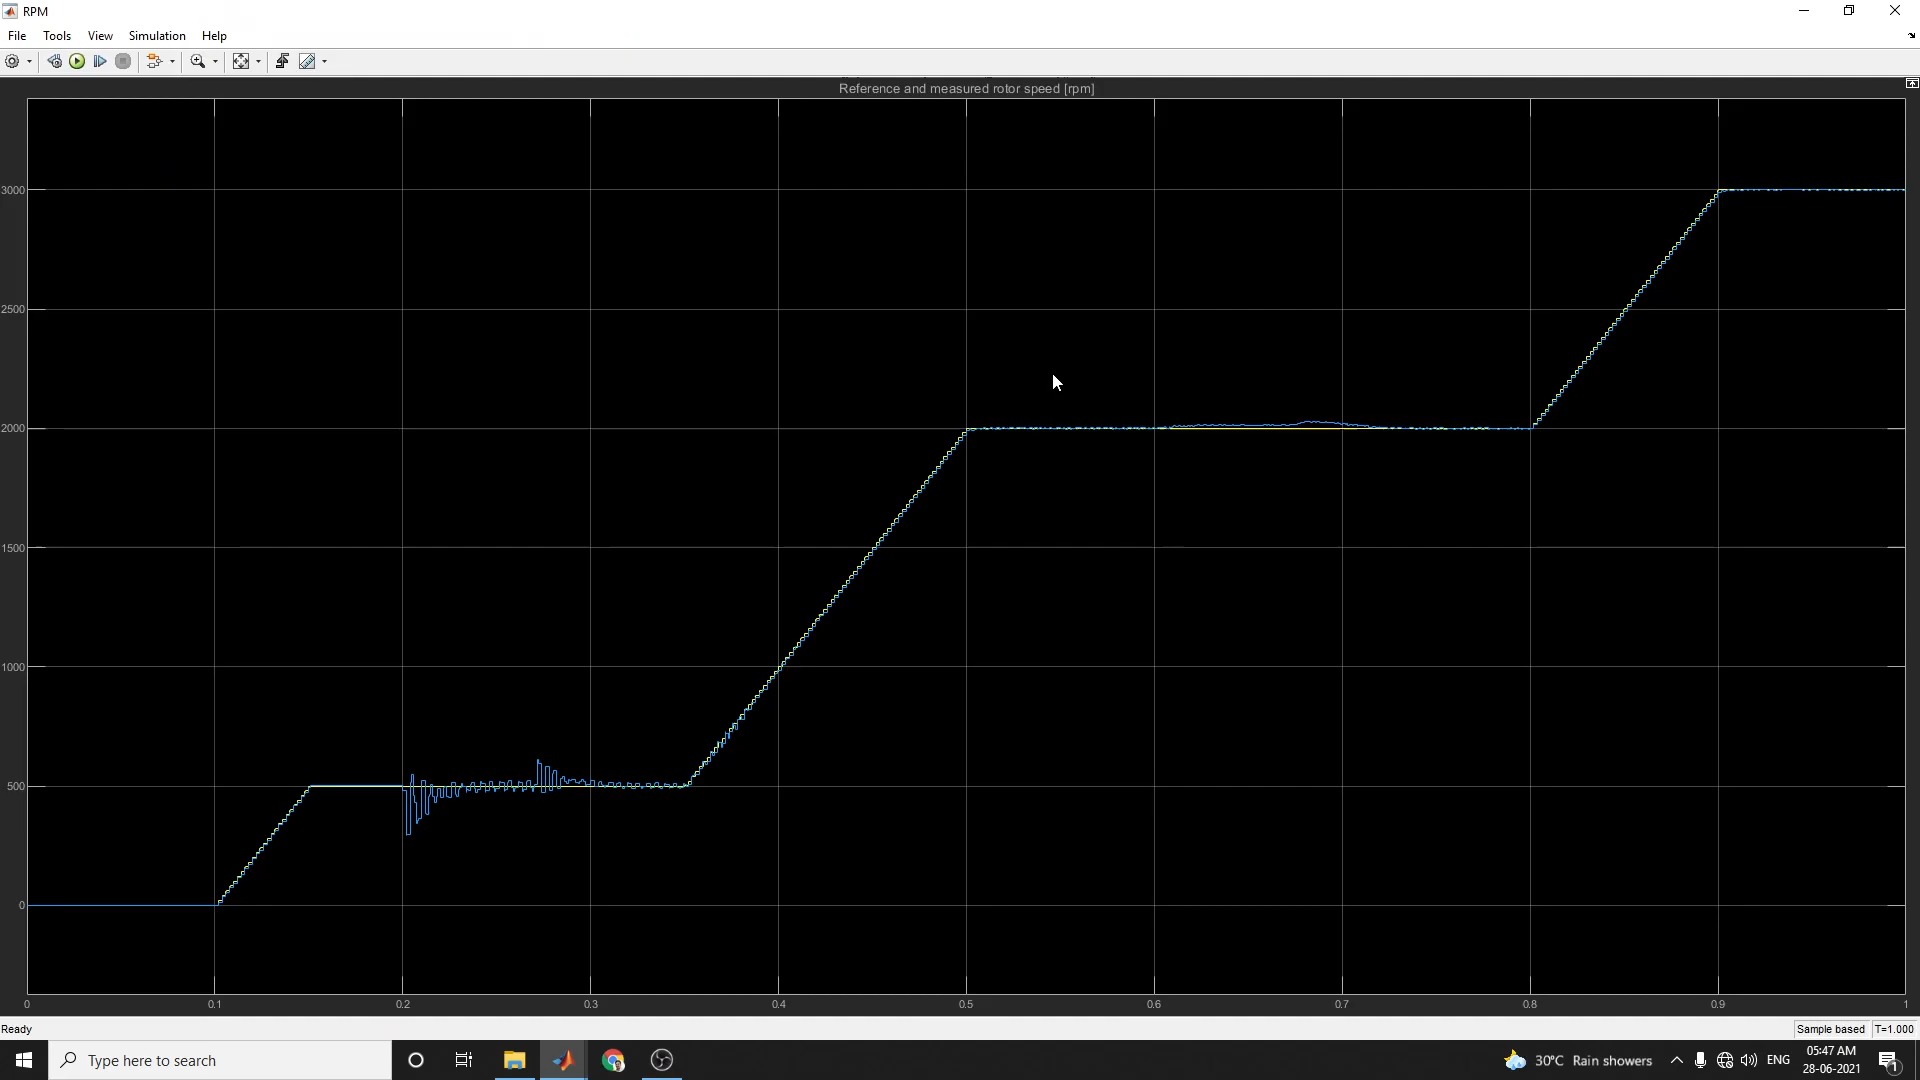 RPM
File Tools View Simulation Help
Reference and measured rotor speed [rpm]
3000
2500
2000
1500
1000
500
0
0 0.1 0.2 0.3 0.4 0.5 0.6 0.7 0.8 0.9 1
Ready Sample based T=1.000
Type here to search 30°C Rain showers ENG 05:47 AM
28-06-2021 1